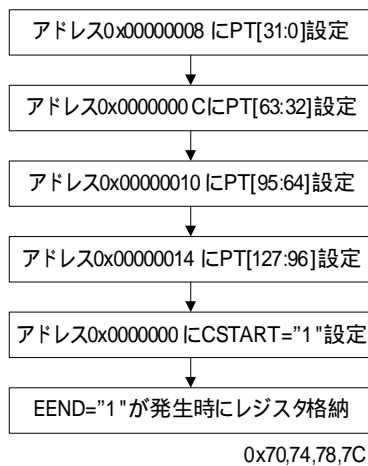 アドレス0x00000008 にPT[31:0]設定
アドレス0x0000000CにPT[63:32]設定
アドレス0x00000010 にPT[95:64]設定
アドレス0x00000014 にPT[127:96]設定
アドレス0x0000000 にCSTART="1"設定
EEND="1"が発生時にレジスタ格納
0x70,74,78,7C